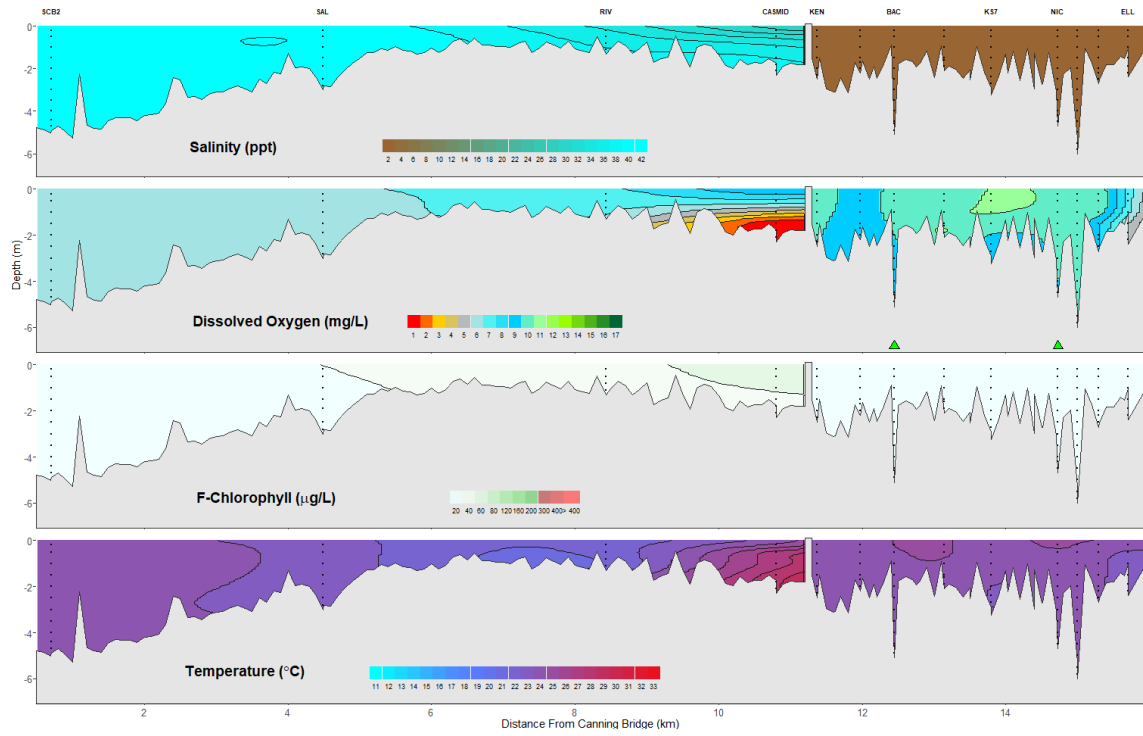 SCB2 SAL RIV CASMID KEN BAC KS7 NIC ELL
0
-2
-4
-6
Salinity (ppt)
2 4 6 8 10 12 14 16 18 20 22 24 26 28 30 32 34 36 38 40 42
0
-2
-4
-6
Dissolved Oxygen (mg/L)
1 2 3 4 5 6 7 8 9 10 11 12 13 14 15 16 17
Depth (m)
0
-2
-4
-6
F-Chlorophyll (μg/L)
20 40 60 80 120 160 200 300 400 > 400
0
-2
-4
-6
Temperature (°C)
11 12 13 14 15 16 17 18 19 20 21 22 23 24 25 26 27 28 29 30 31 32 33
2 4 6 8 10 12 14
Distance From Canning Bridge (km)